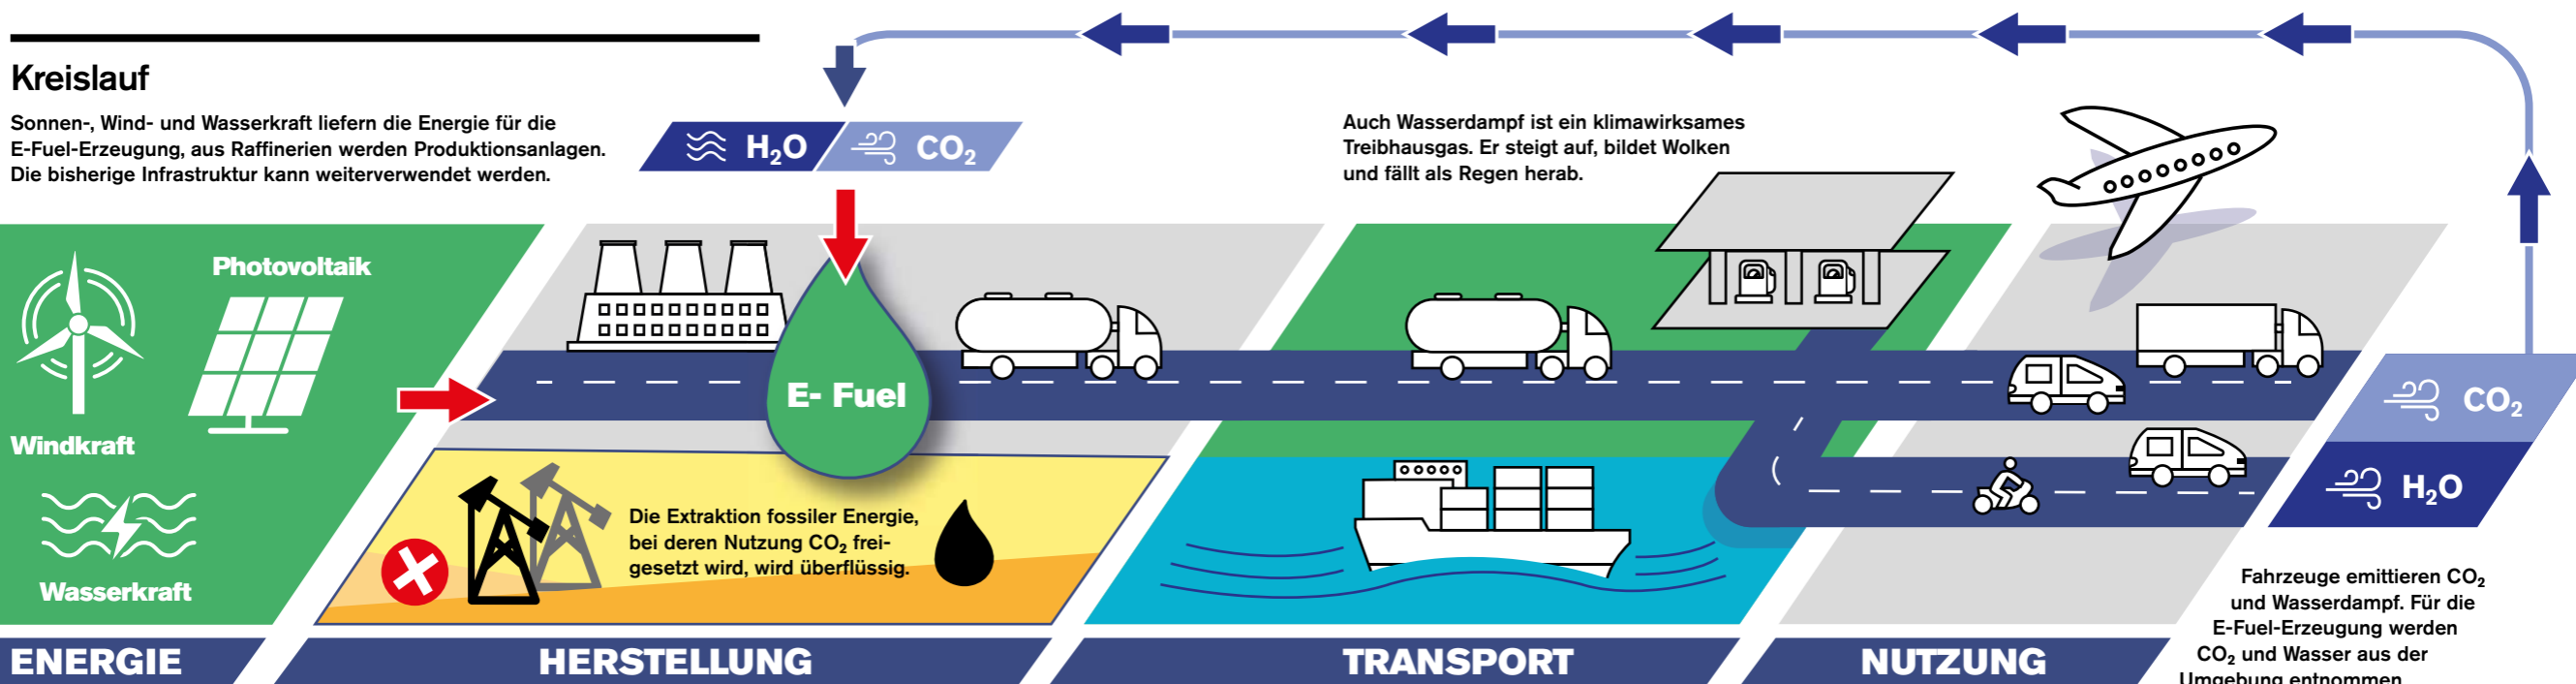 Kreislauf
Sonnen-, Wind- und Wasserkraft liefern die Energie für die
E-Fuel-Erzeugung, aus Raffinerien werden Produktionsanlagen.
Die bisherige Infrastruktur kann weiterverwendet werden.
H₂O
CO₂
Auch Wasserdampf ist ein klimawirksames
Treibhausgas. Er steigt auf, bildet Wolken
und fällt als Regen herab.
Photovoltaik
Windkraft
Wasserkraft
E- Fuel
Die Extraktion fossiler Energie,
bei deren Nutzung CO₂ frei-
gesetzt wird, wird überflüssig.
CO₂
H₂O
Fahrzeuge emittieren CO₂
und Wasserdampf. Für die
E-Fuel-Erzeugung werden
CO₂ und Wasser aus der
Umgebung entnommen
ENERGIE
HERSTELLUNG
TRANSPORT
NUTZUNG